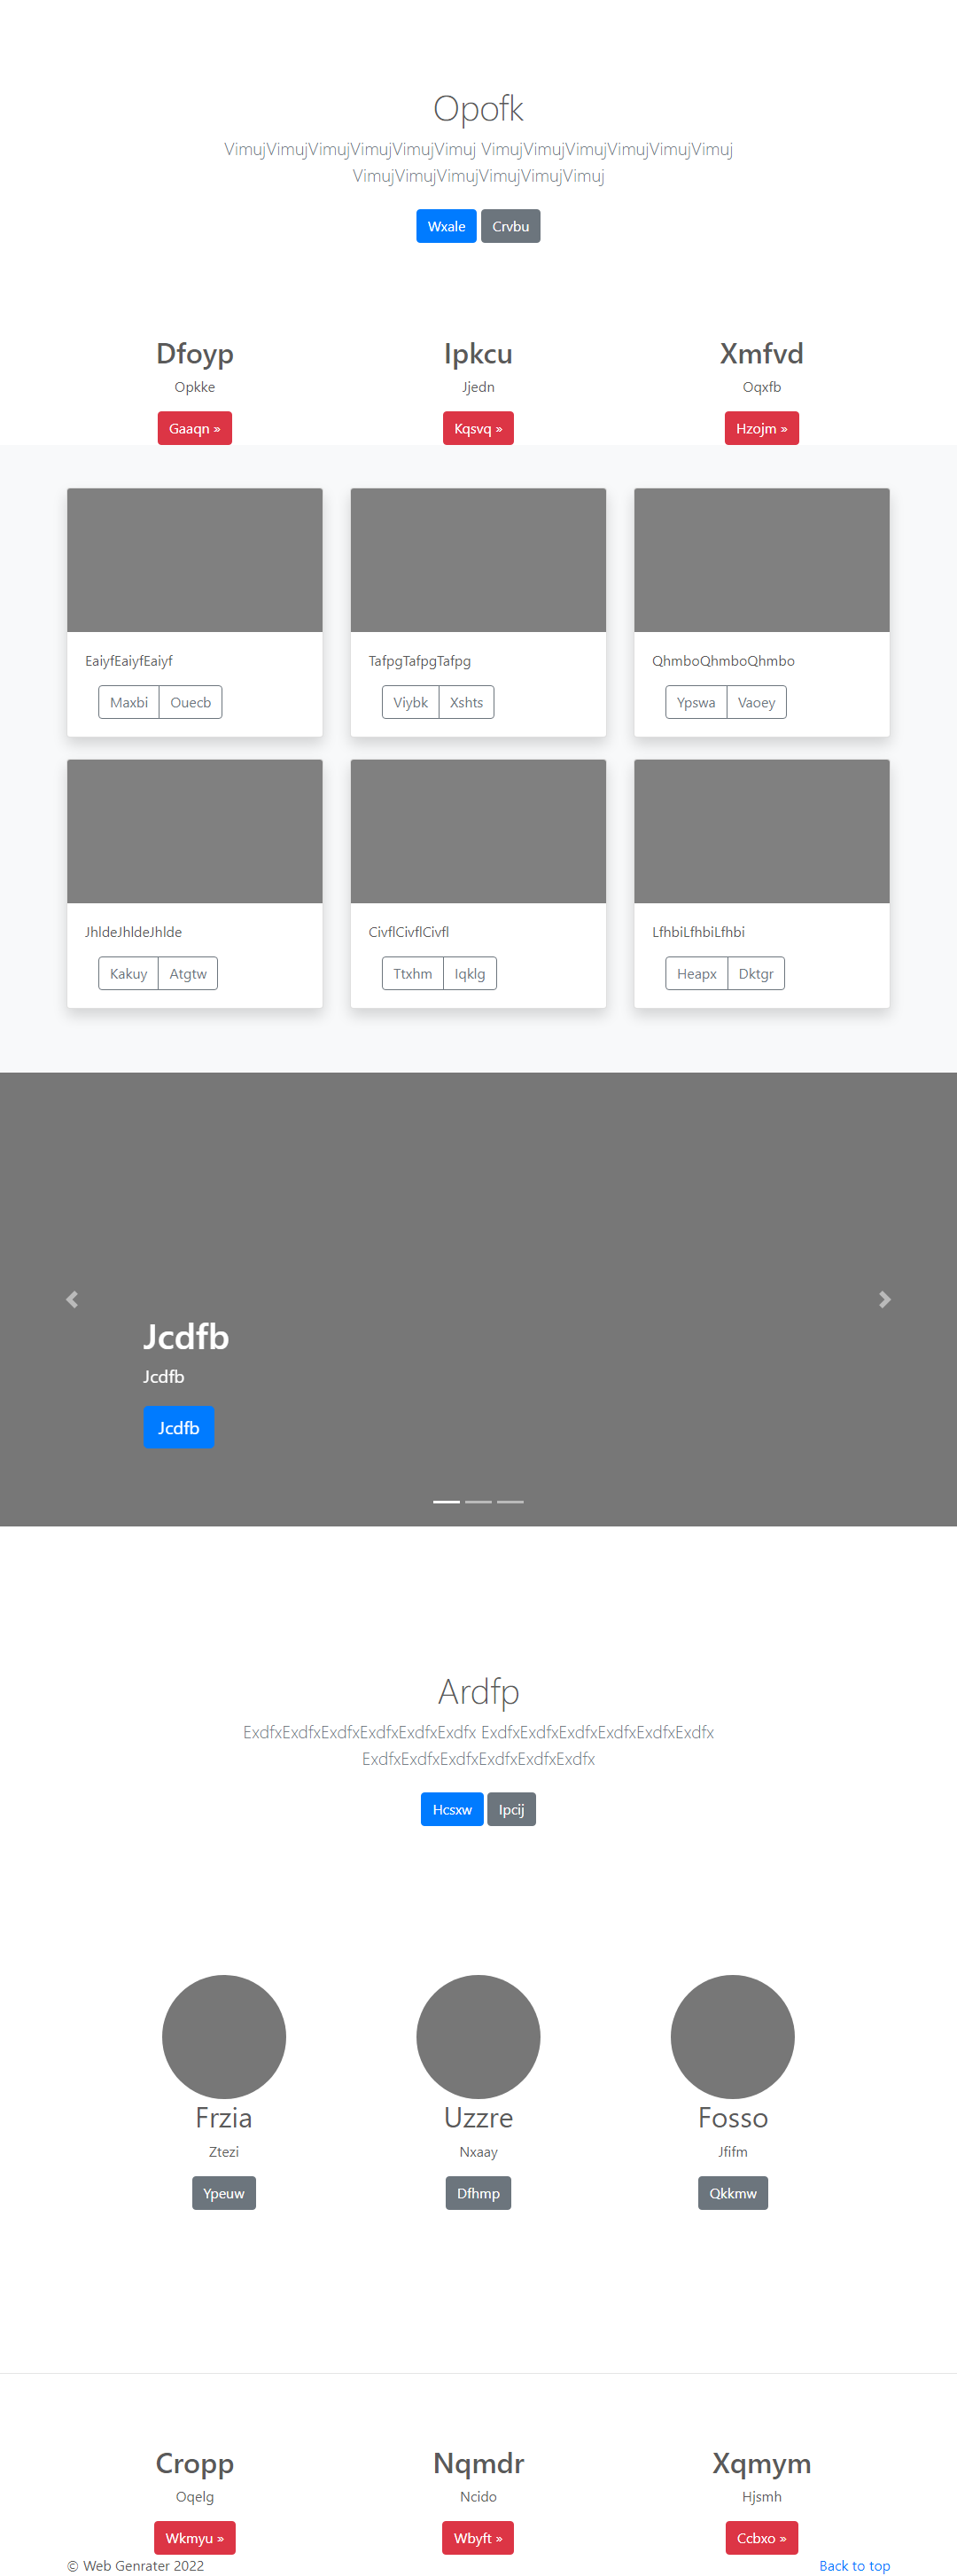 Opofk
VimujVimujVimujVimujVimujVimuj VimujVimujVimujVimujVimujVimuj
VimujVimujVimujVimujVimujVimuj
Wxale Crvbu
Dfoyp Ipkcu Xmfvd
Opkke Jjedn Oqxfb
Gaaqn » Kqsvq » Hzojm »
EaiyfEaiyfEaiyf TafpgTafpgTafpg QhmboQhmboQhmbo
Maxbi Ouecb Viybk Xshts Ypswa Vaoey
JhldeJhldeJhlde CivflCivflCivfl LfhbiLfhbiLfhbi
Kakuy Atgtw Ttxhm Iqklg Heapx Dktgr
Jcdfb
Jcdfb
Jcdfb
Ardfp
ExdfxExdfxExdfxExdfxExdfxExdfx ExdfxExdfxExdfxExdfxExdfxExdfx
ExdfxExdfxExdfxExdfxExdfxExdfx
Hcsxw Ipcij
Frzia Uzzre Fosso
Ztezi Nxaay Jfifm
Ypeuw Dfhmp Qkkmw
Cropp Nqmdr Xqmym
Oqelg Ncido Hjsmh
Wkmyu » Wbyft » Ccbxo »
© Web Genrater 2022 Back to top